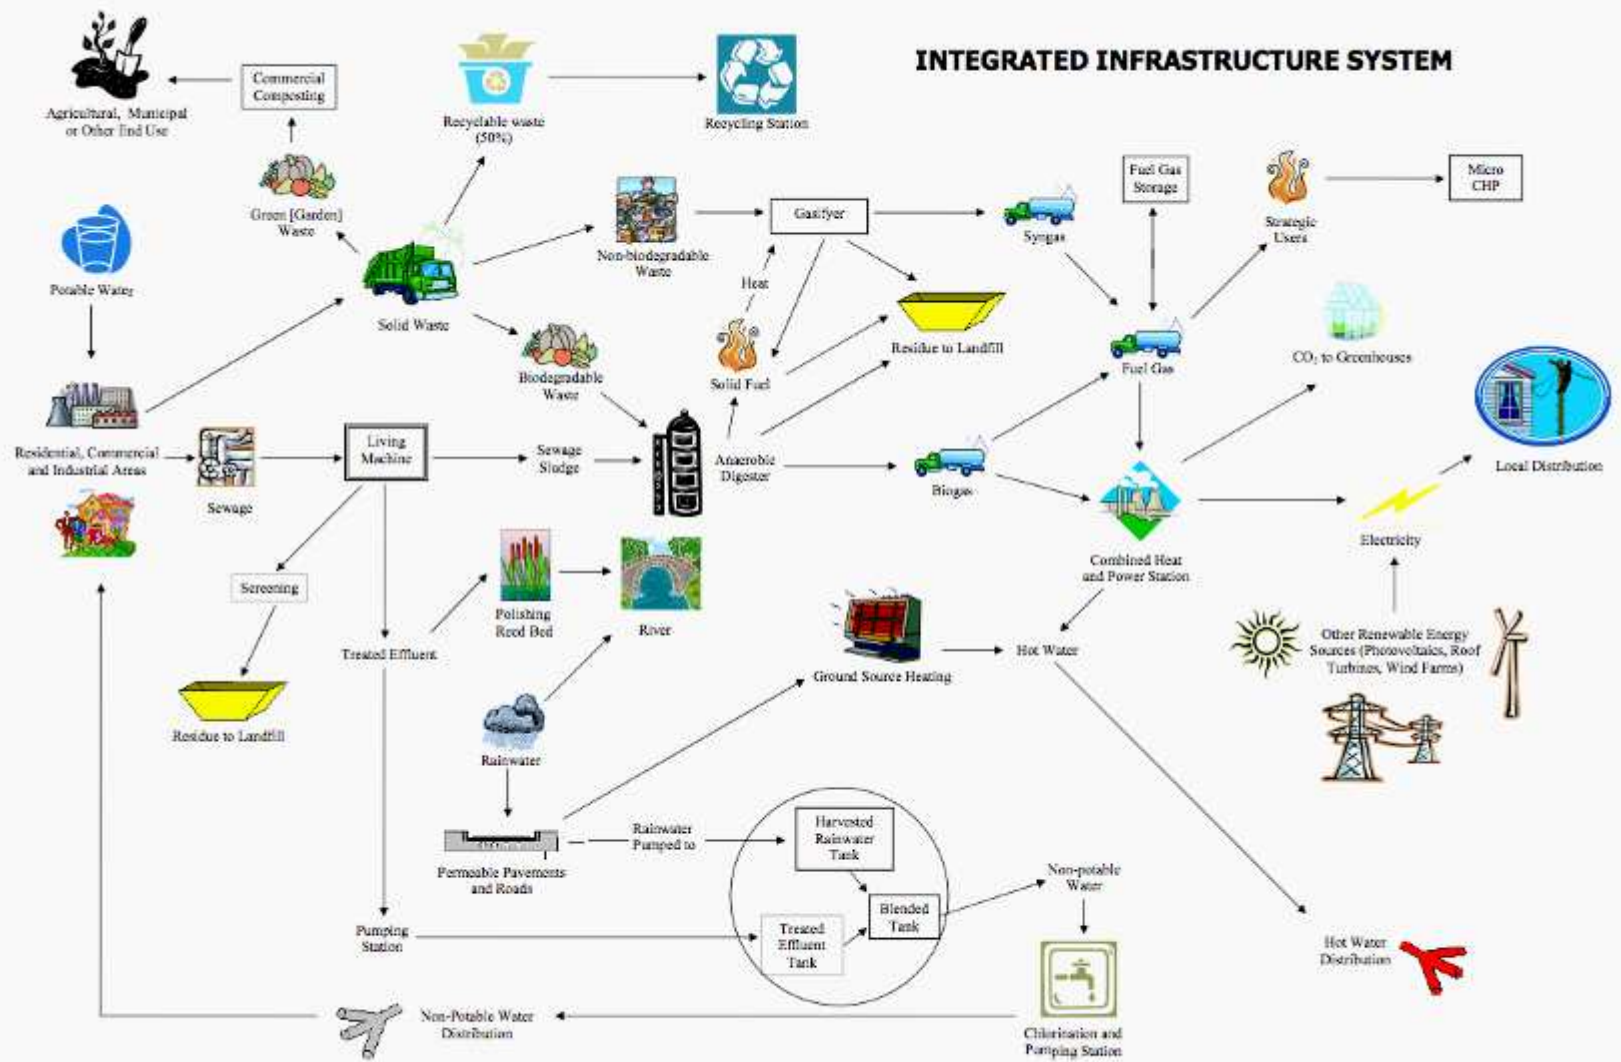 INTEGRATED INFRASTRUCTURE SYSTEM
Commercial
Composting
Agricultural, Municipal
or Other End Use
Recyclable waste
(50%)
Recycling Station
Green [Garden]
Waste
Fuel Gas
Storage
Micro
CHP
Gasifyer
Syngas
Strategic
Users
Non-biodegradable
Waste
Potable Water
Heat
Solid Waste
Residue to Landfill
CO₂ to Greenhouses
Fuel Gas
Biodegradable
Waste
Solid Fuel
Residential, Commercial
and Industrial Areas
Living
Machine
Sewage
Sludge
Anaerobic
Digester
Local Distribution
Biogas
Sewage
Electricity
Combined Heat
and Power Station
Screening
Polishing
Reed Bed
River
Other Renewable Energy
Sources (Photovoltaics, Roof
Turbines, Wind Farms)
Treated Effluent
Hot Water
Ground Source Heating
Residue to Landfill
Rainwater
Rainwater
Pumped to
Harvested
Rainwater
Tank
Permeable Pavements
and Roads
Non-potable
Water
Blended
Tank
Pumping
Station
Treated
Effluent
Tank
Hot Water
Distribution
Non-Potable Water
Distribution
Chlorination and
Pumping Station